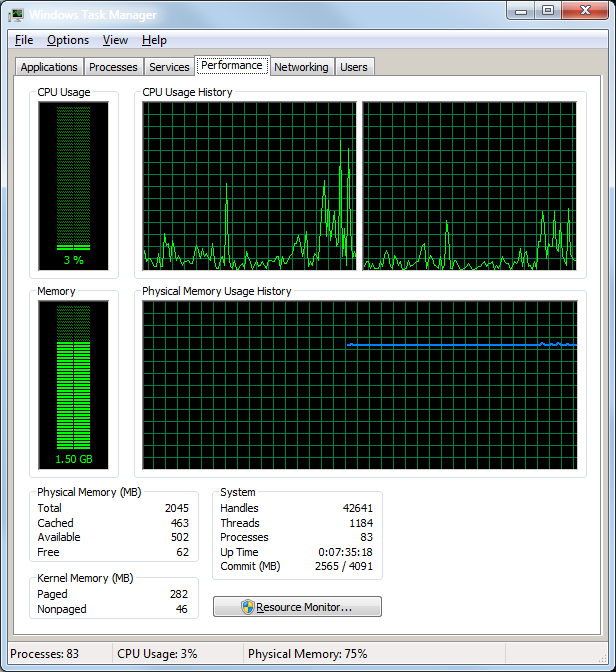 Windows Task Manager
File Options View Help
Applications Processes Services Performance Networking Users
CPU Usage CPU Usage History
3 %
Memory Physical Memory Usage History
1.50 GB
Physical Memory (MB)
Total 2045
Cached 463
Available 502
Free 62
System
Handles 42641
Threads 1184
Processes 83
Up Time 0:07:35:18
Commit (MB) 2565 / 4091
Kernel Memory (MB)
Paged 282
Nonpaged 46
Resource Monitor...
Processes: 83 CPU Usage: 3% Physical Memory: 75%